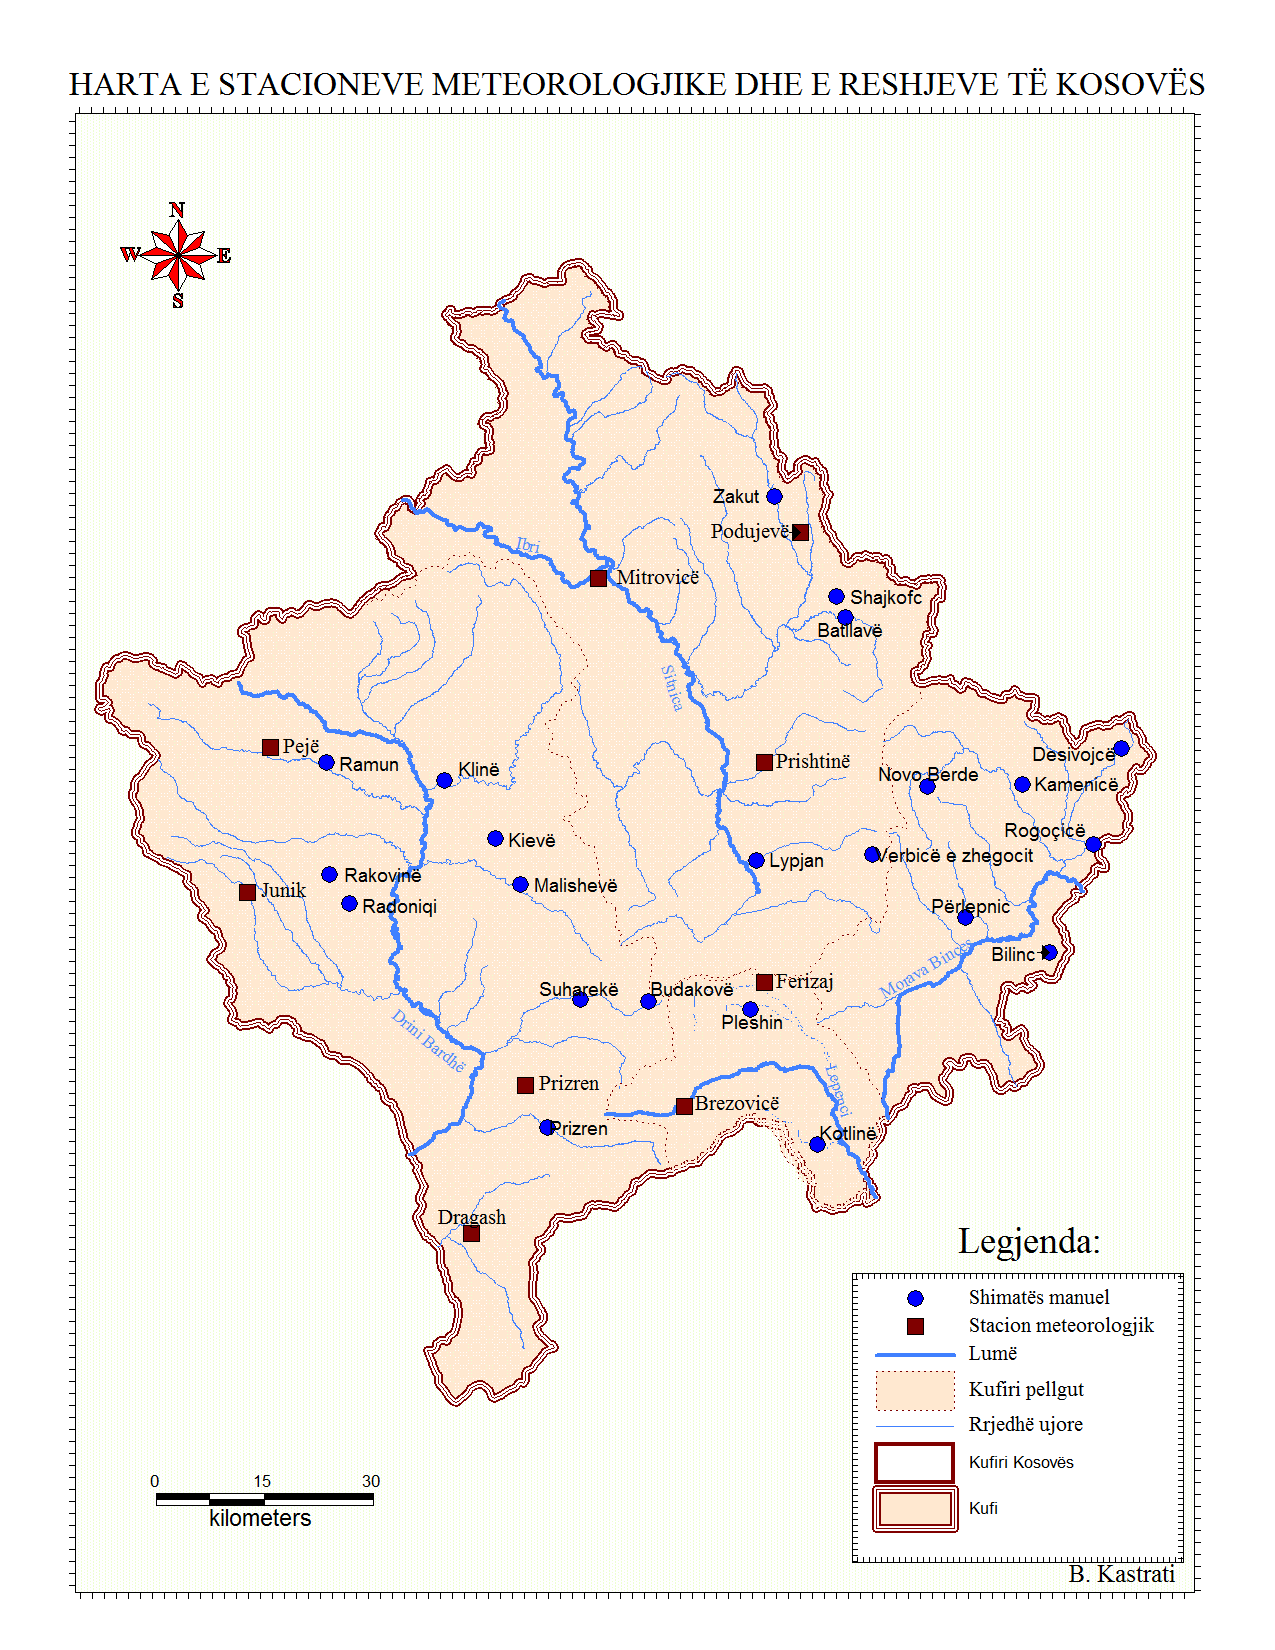 HARTA E STACIONEVE METEOROLOGJIKE DHE E RESHJEVE TË KOSOVËS
N
W E
S
Zakut
Podujevë
Ibri
Mitrovicë
Shajkofc
Batllavë
Sitnica
Pejë
Ramun
Klinë
Prishtinë
Desivojcë
Novo Berde
Kamenicë
Rogoçicë
Kievë
Lypjan
Verbicë e zhegocit
Rakovinë
Malishevë
Junik
Radoniqi
Përlepnic
Morava Binces
Bilinc
Suharekë
Budakovë
Ferizaj
Pleshin
Drini Bardhë
Prizren
Lepenci
Brezovicë
Prizren
Kotlinë
Dragash
Legjenda:
Shimatës manuel
Stacion meteorologjik
Lumë
Kufiri pellgut
Rrjedhë ujore
Kufiri Kosovës
Kufi
0 15 30
kilometers
B. Kastrati